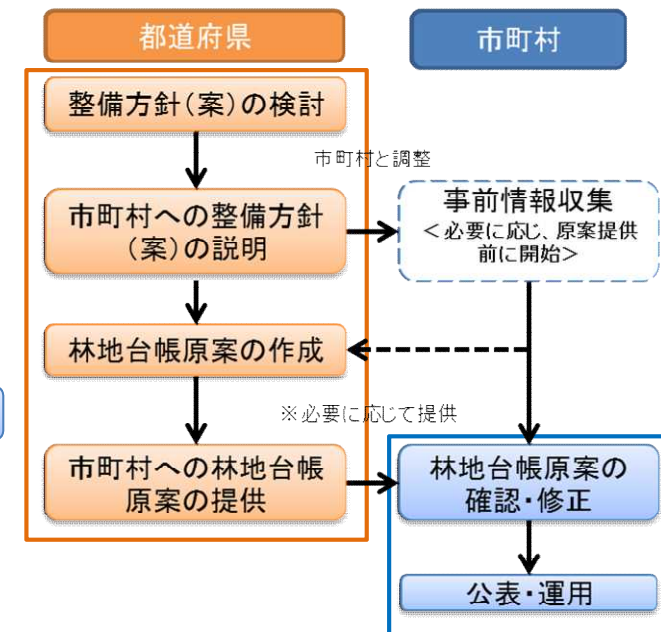 都道府県
市町村
整備方針(案)の検討
市町村と調整
市町村への整備方針
(案)の説明
事前情報収集
<必要に応じ、原案提供
前に開始>
林地台帳原案の作成
※必要に応じて提供
市町村への林地台帳
原案の提供
林地台帳原案の
確認・修正
公表・運用